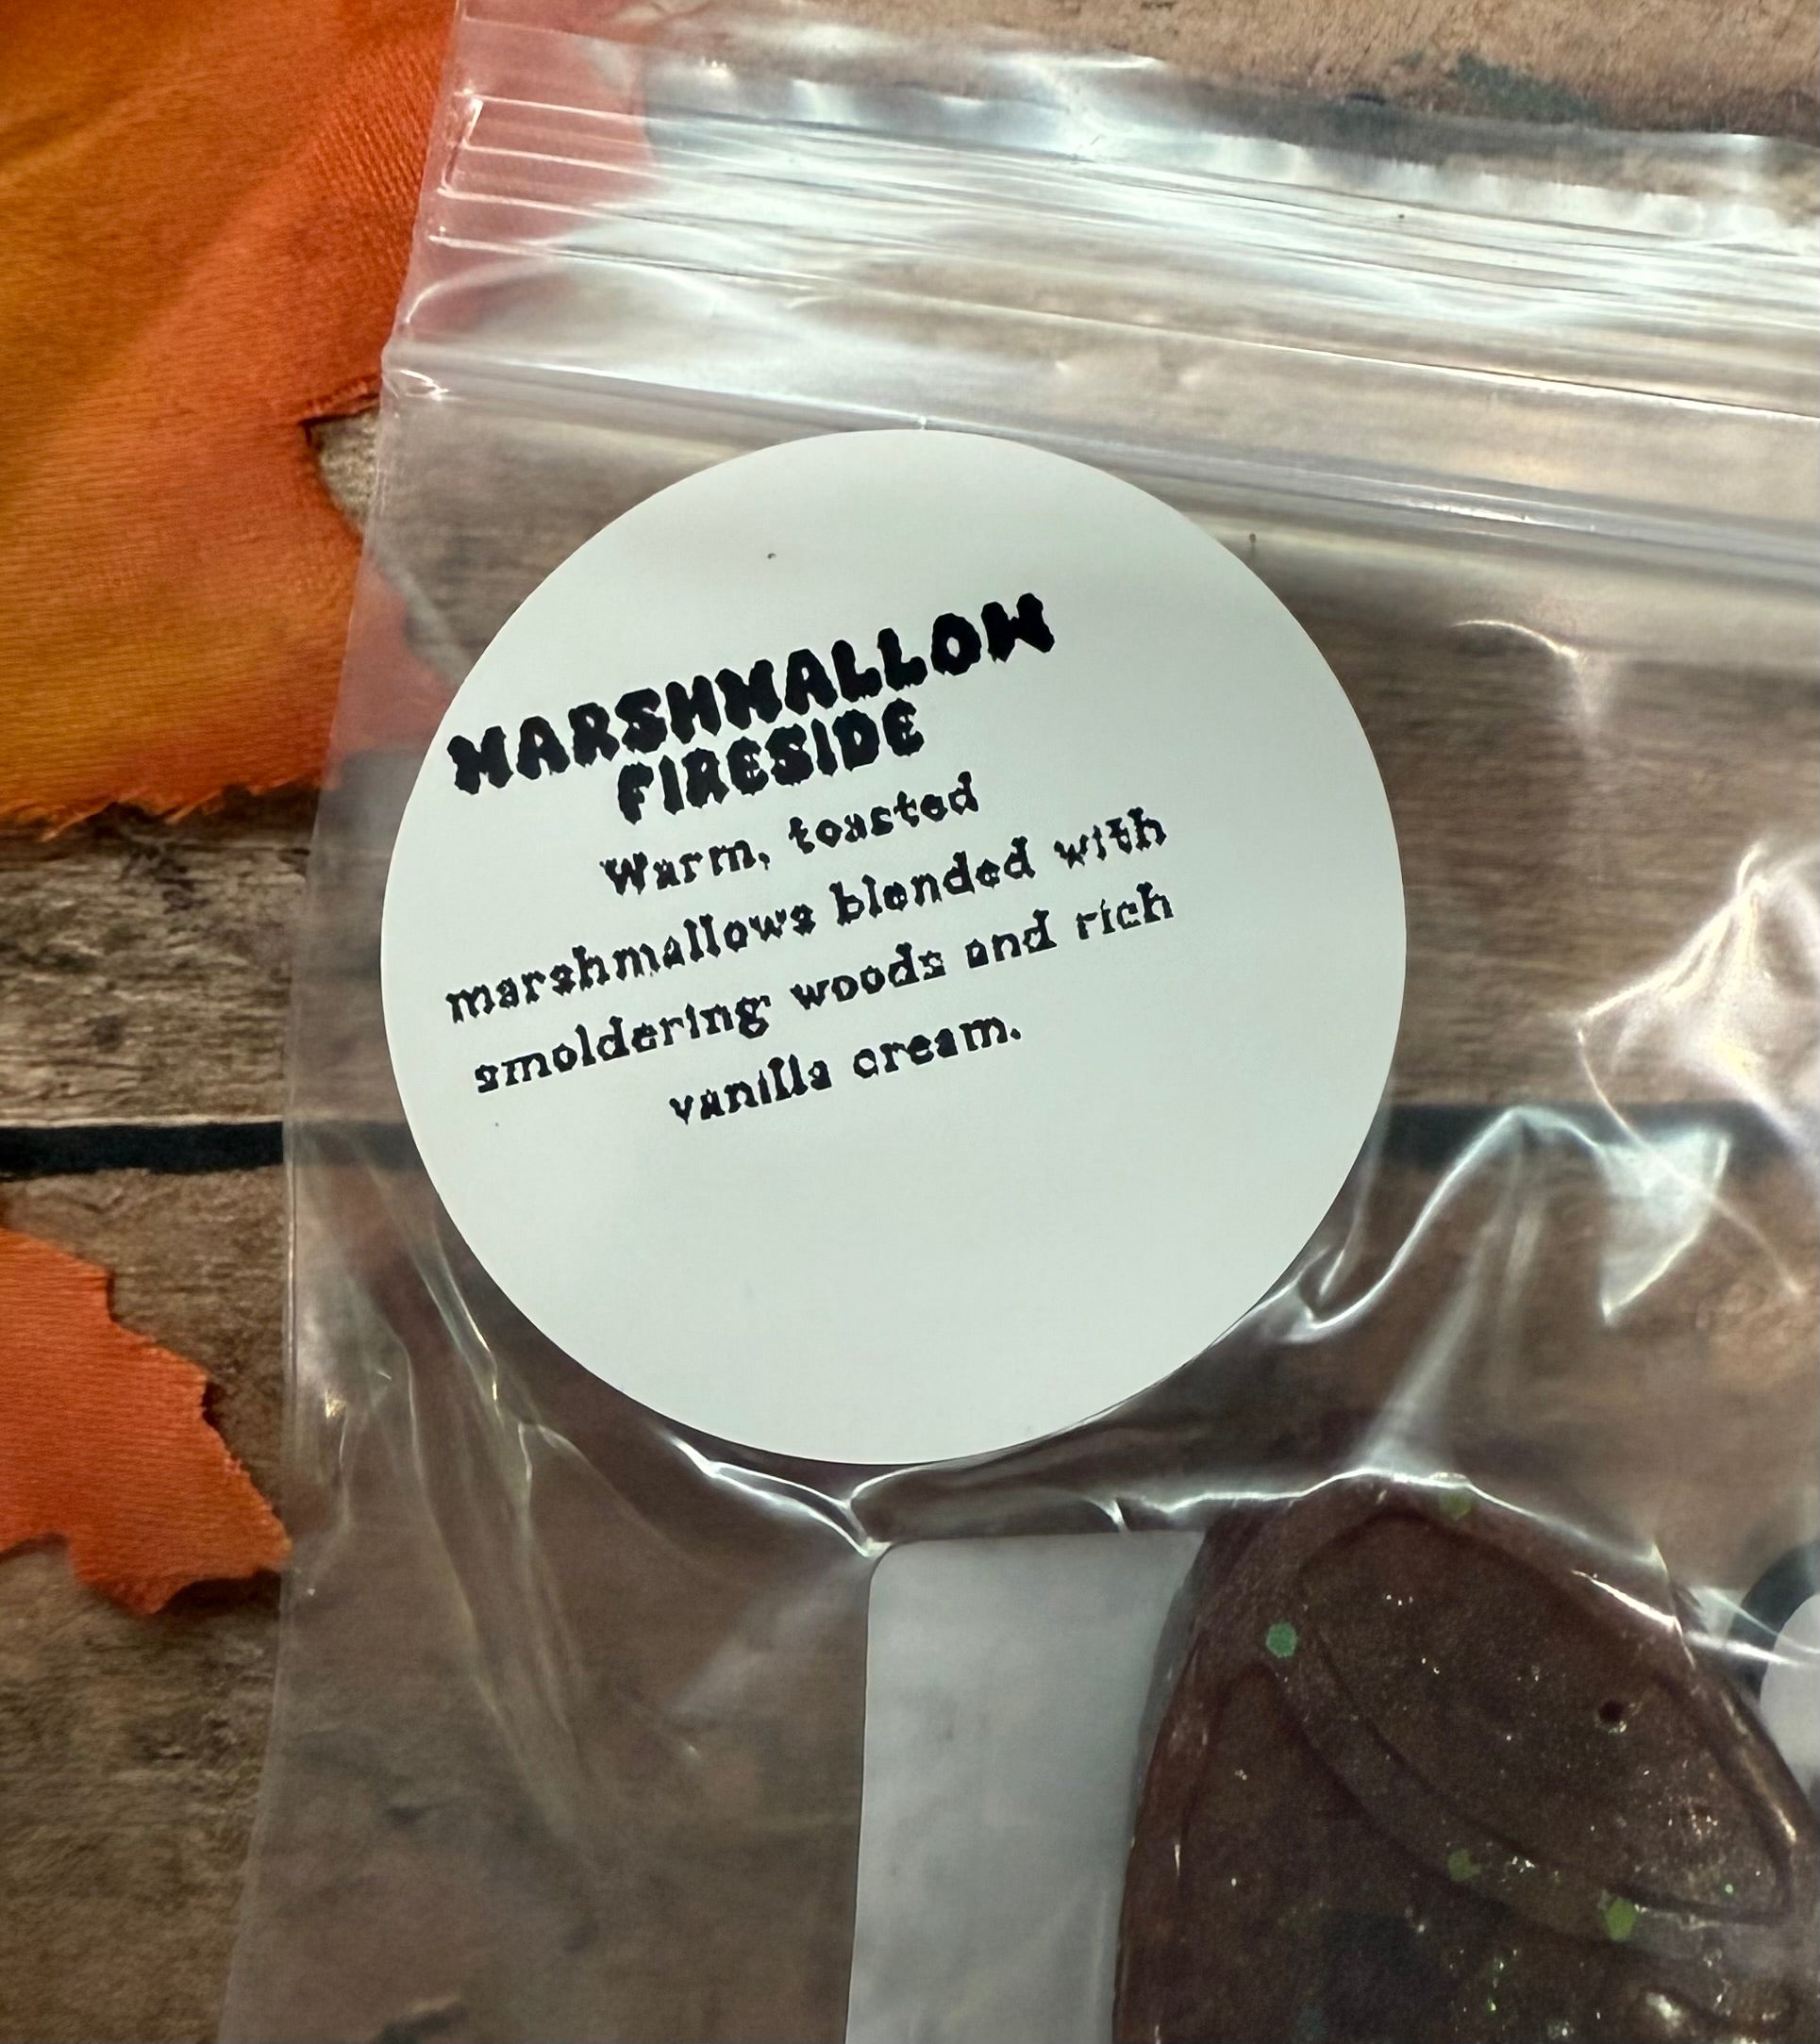 MARSHMALLOW
FIRESIDE
Warm, toasted
marshmallows blended with
smoldering woods and rich
vanilla cream.